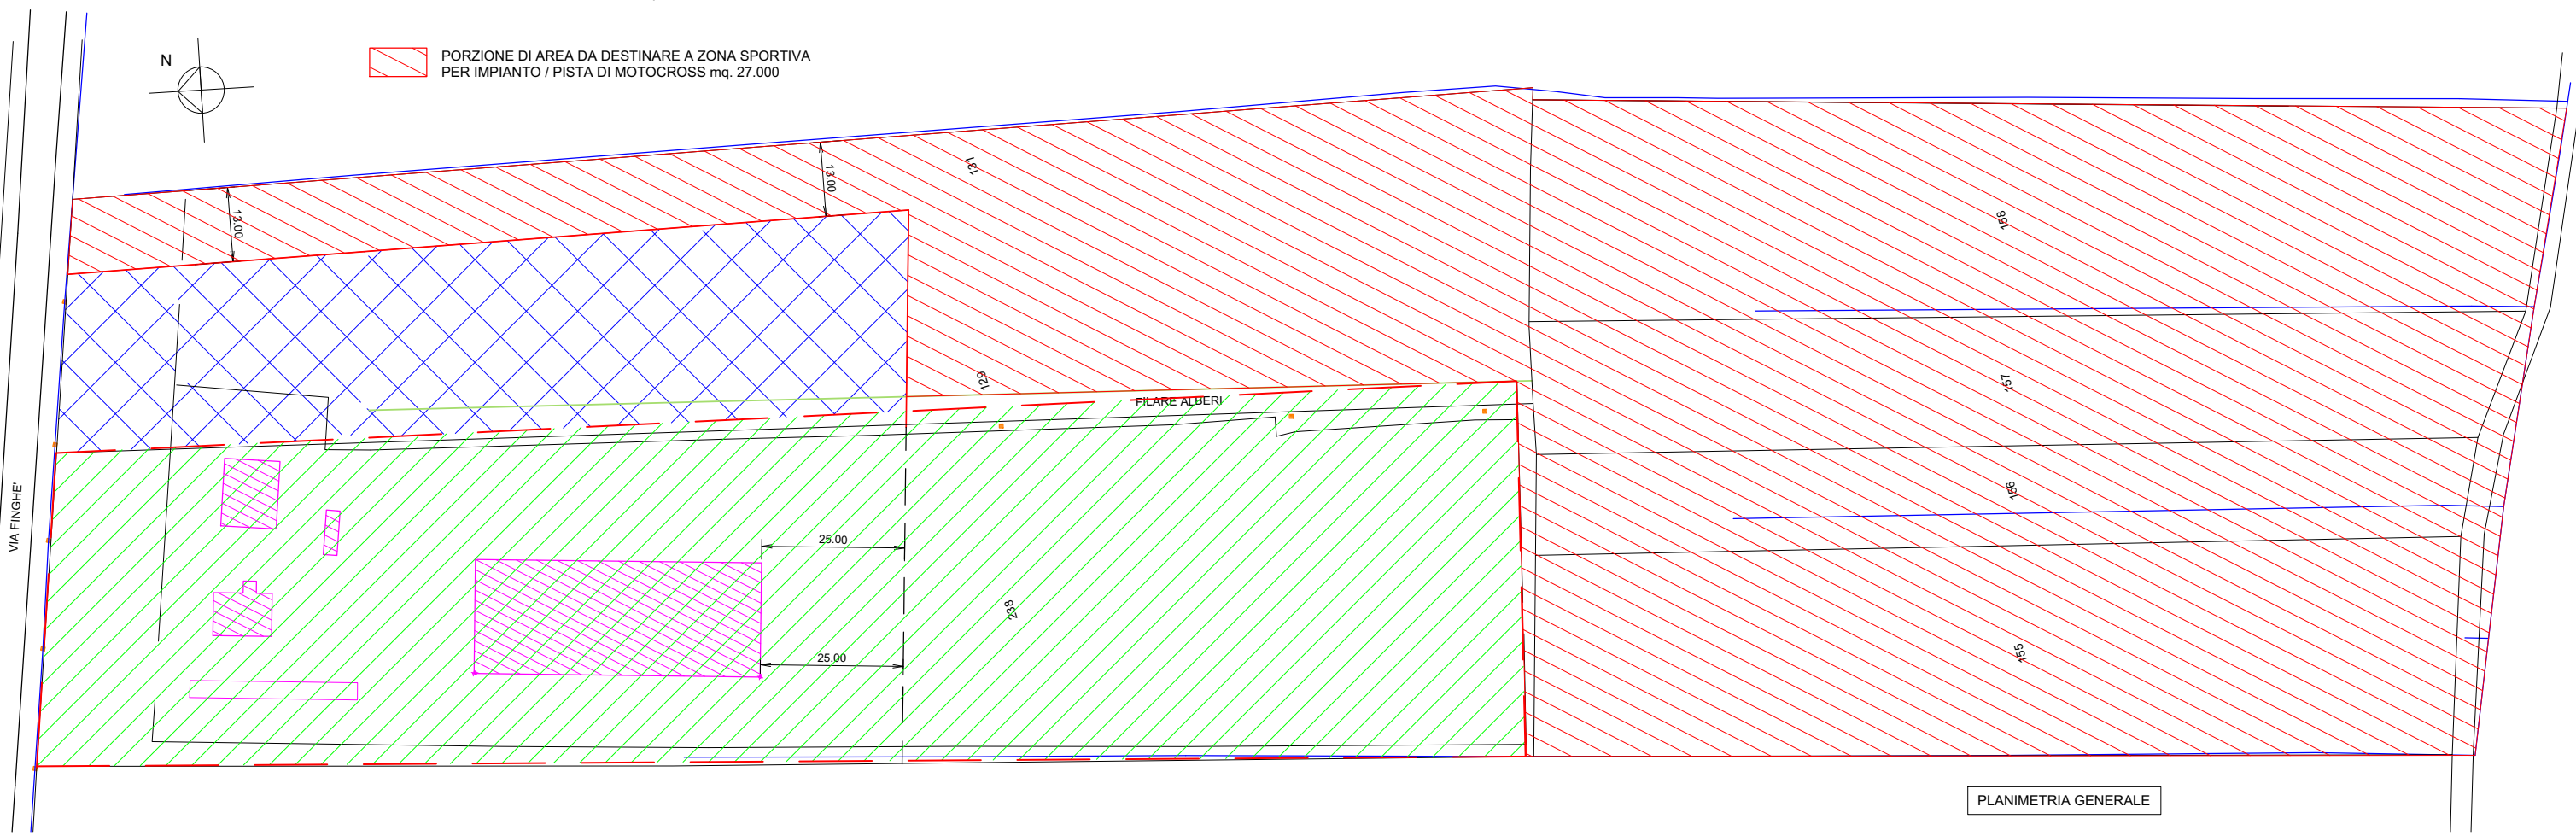 N
PORZIONE DI AREA DA DESTINARE A ZONA SPORTIVA
PER IMPIANTO / PISTA DI MOTOCROSS mq. 27.000
13.00
13.00
131
158
129
157
FILARE ALBERI
156
VIA FINGHE'
25.00
238
155
25.00
PLANIMETRIA GENERALE